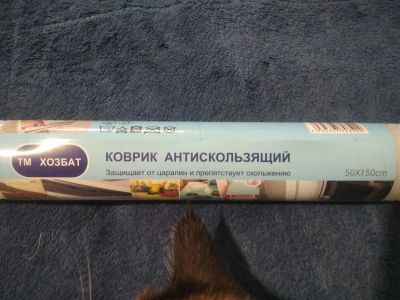 ТМ ХОЗБАТ
КОВРИК АНТИСКОЛЬЗЯЩИЙ
Защищает от царапин и препятствует скольжению
50X150cm